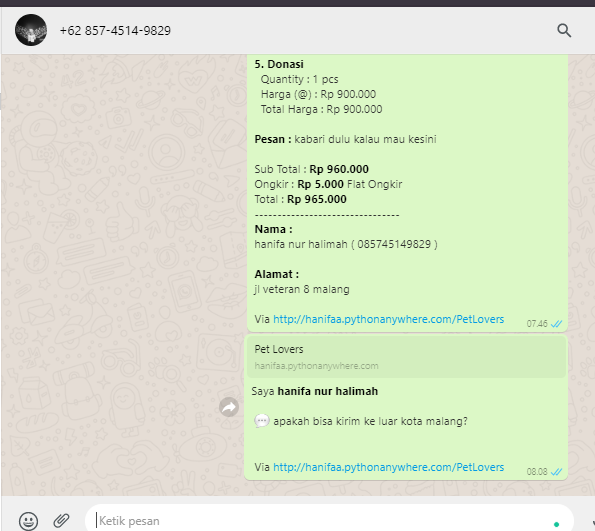 +62 857-4514-9829
5. Donasi
Quantity : 1 pcs
Harga (@) : Rp 900.000
Total Harga : Rp 900.000
Pesan : kabari dulu kalau mau kesini
Sub Total : Rp 960.000
Ongkir : Rp 5.000 Flat Ongkir
Total : Rp 965.000
--------------------------------
Nama :
hanifa nur halimah ( 085745149829 )
Alamat :
jl veteran 8 malang
Via http://hanifaa.pythonanywhere.com/PetLovers
07.46
Pet Lovers
hanifaa.pythonanywhere.com
Saya hanifa nur halimah
💬 apakah bisa kirim ke luar kota malang?
Via http://hanifaa.pythonanywhere.com/PetLovers
08.08
Ketik pesan